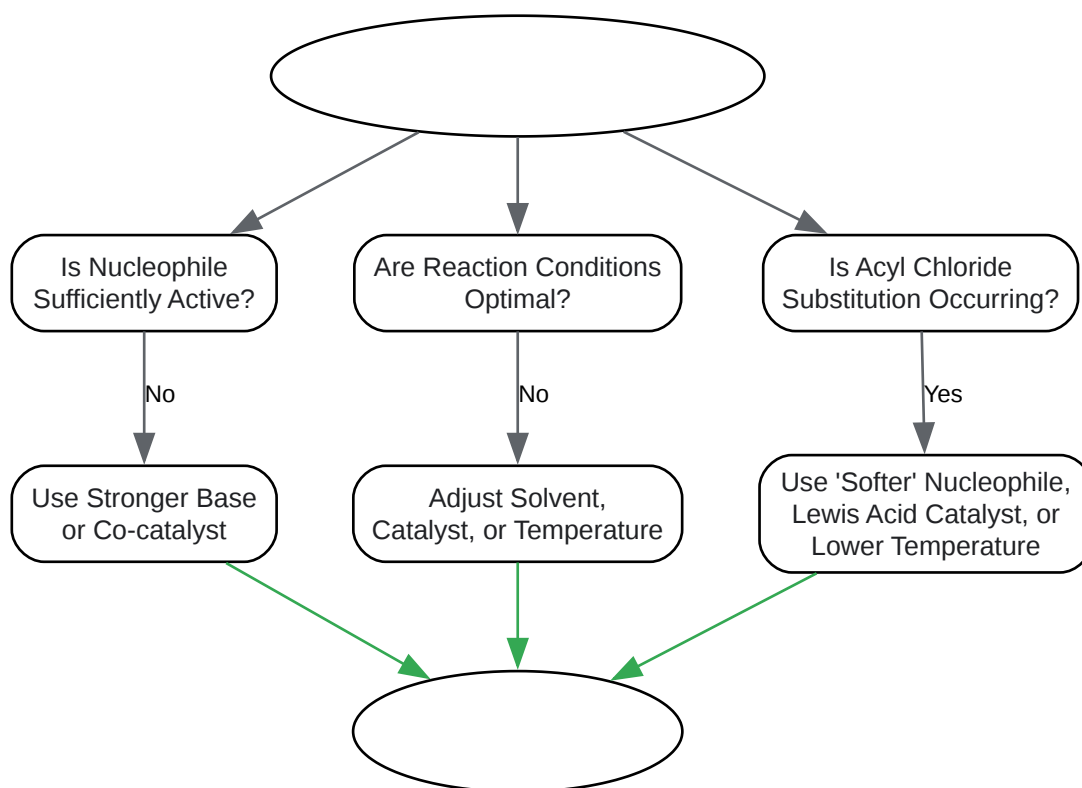 Is Nucleophile
Sufficiently Active?
Are Reaction Conditions
Optimal?
Is Acyl Chloride
Substitution Occurring?
No
No
Yes
Use Stronger Base
or Co-catalyst
Adjust Solvent,
Catalyst, or Temperature
Use 'Softer' Nucleophile,
Lewis Acid Catalyst, or
Lower Temperature